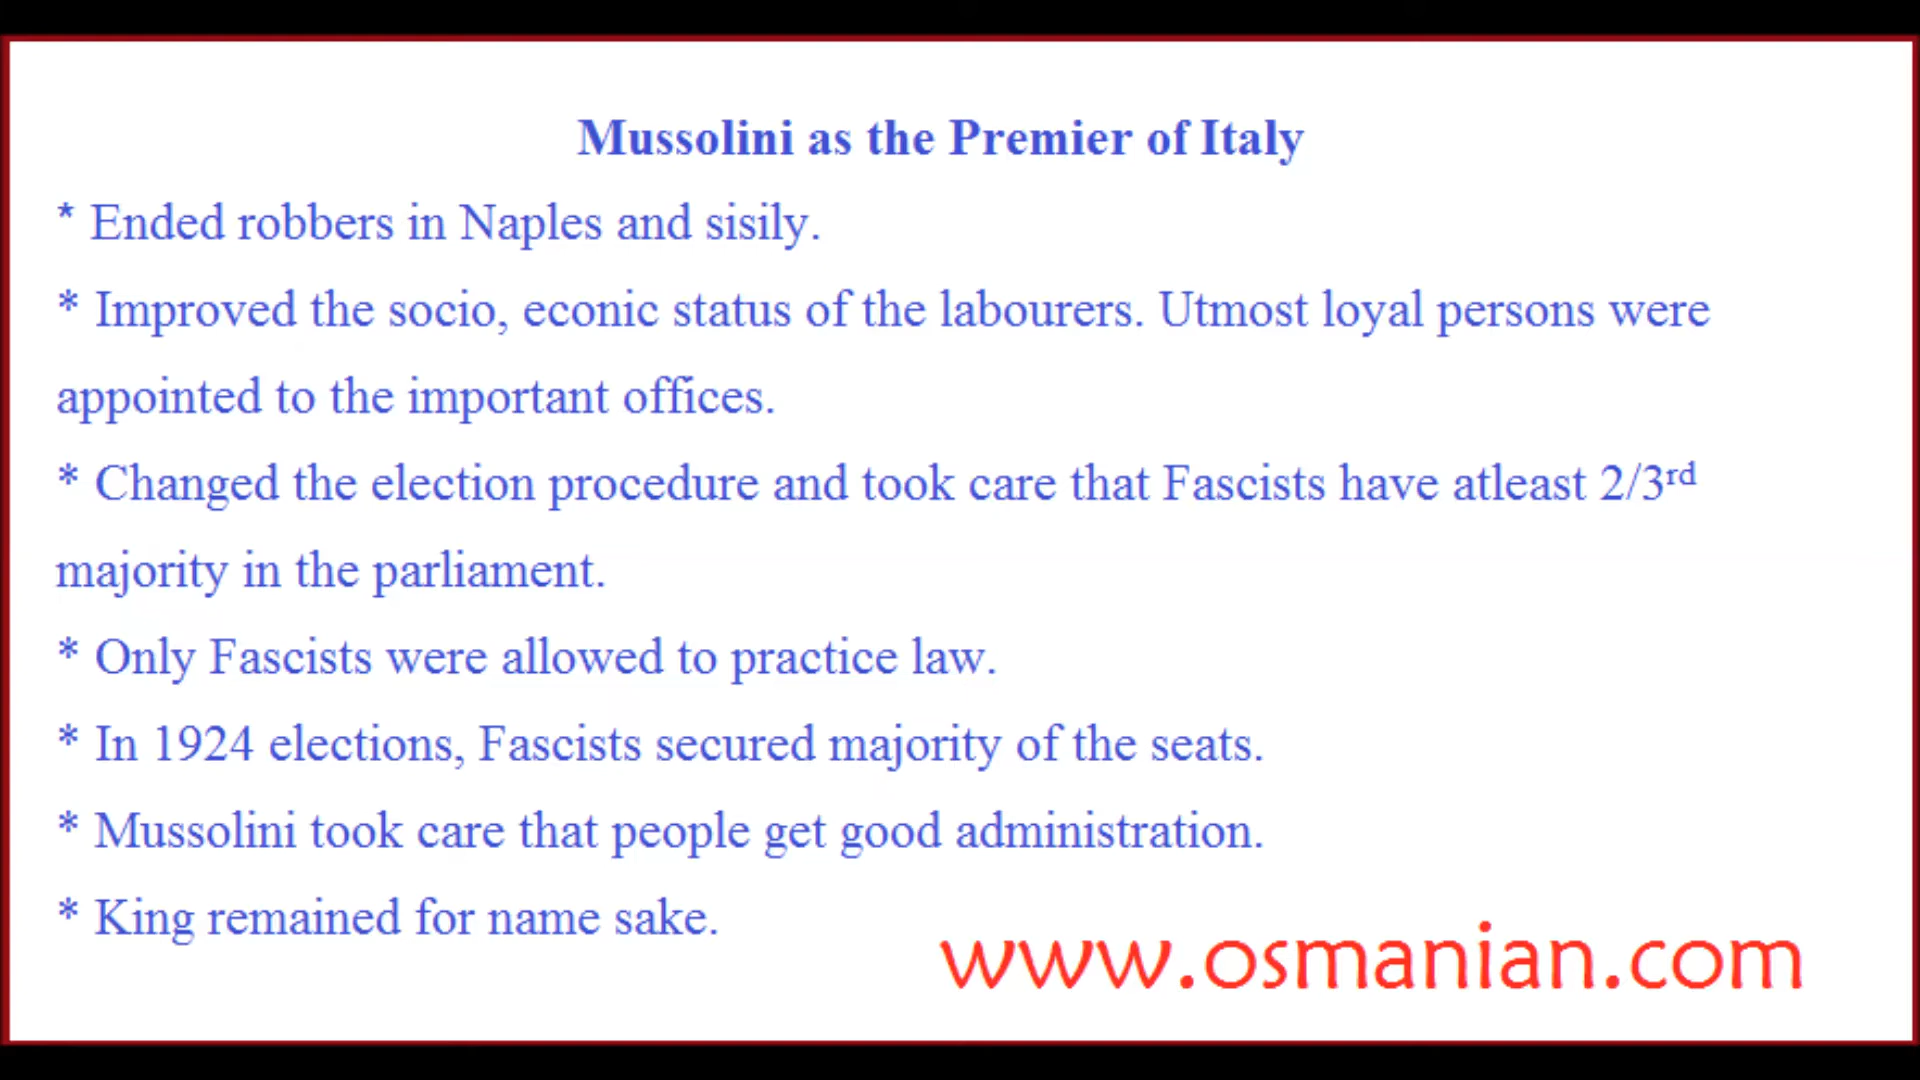 Mussolini as the Premier of Italy
* Ended robbers in Naples and sisily.
* Improved the socio, econic status of the labourers. Utmost loyal persons were
appointed to the important offices.
* Changed the election procedure and took care that Fascists have atleast 2/3rd
majority in the parliament.
* Only Fascists were allowed to practice law.
* In 1924 elections, Fascists secured majority of the seats.
* Mussolini took care that people get good administration.
* King remained for name sake.
www.osmanian.com